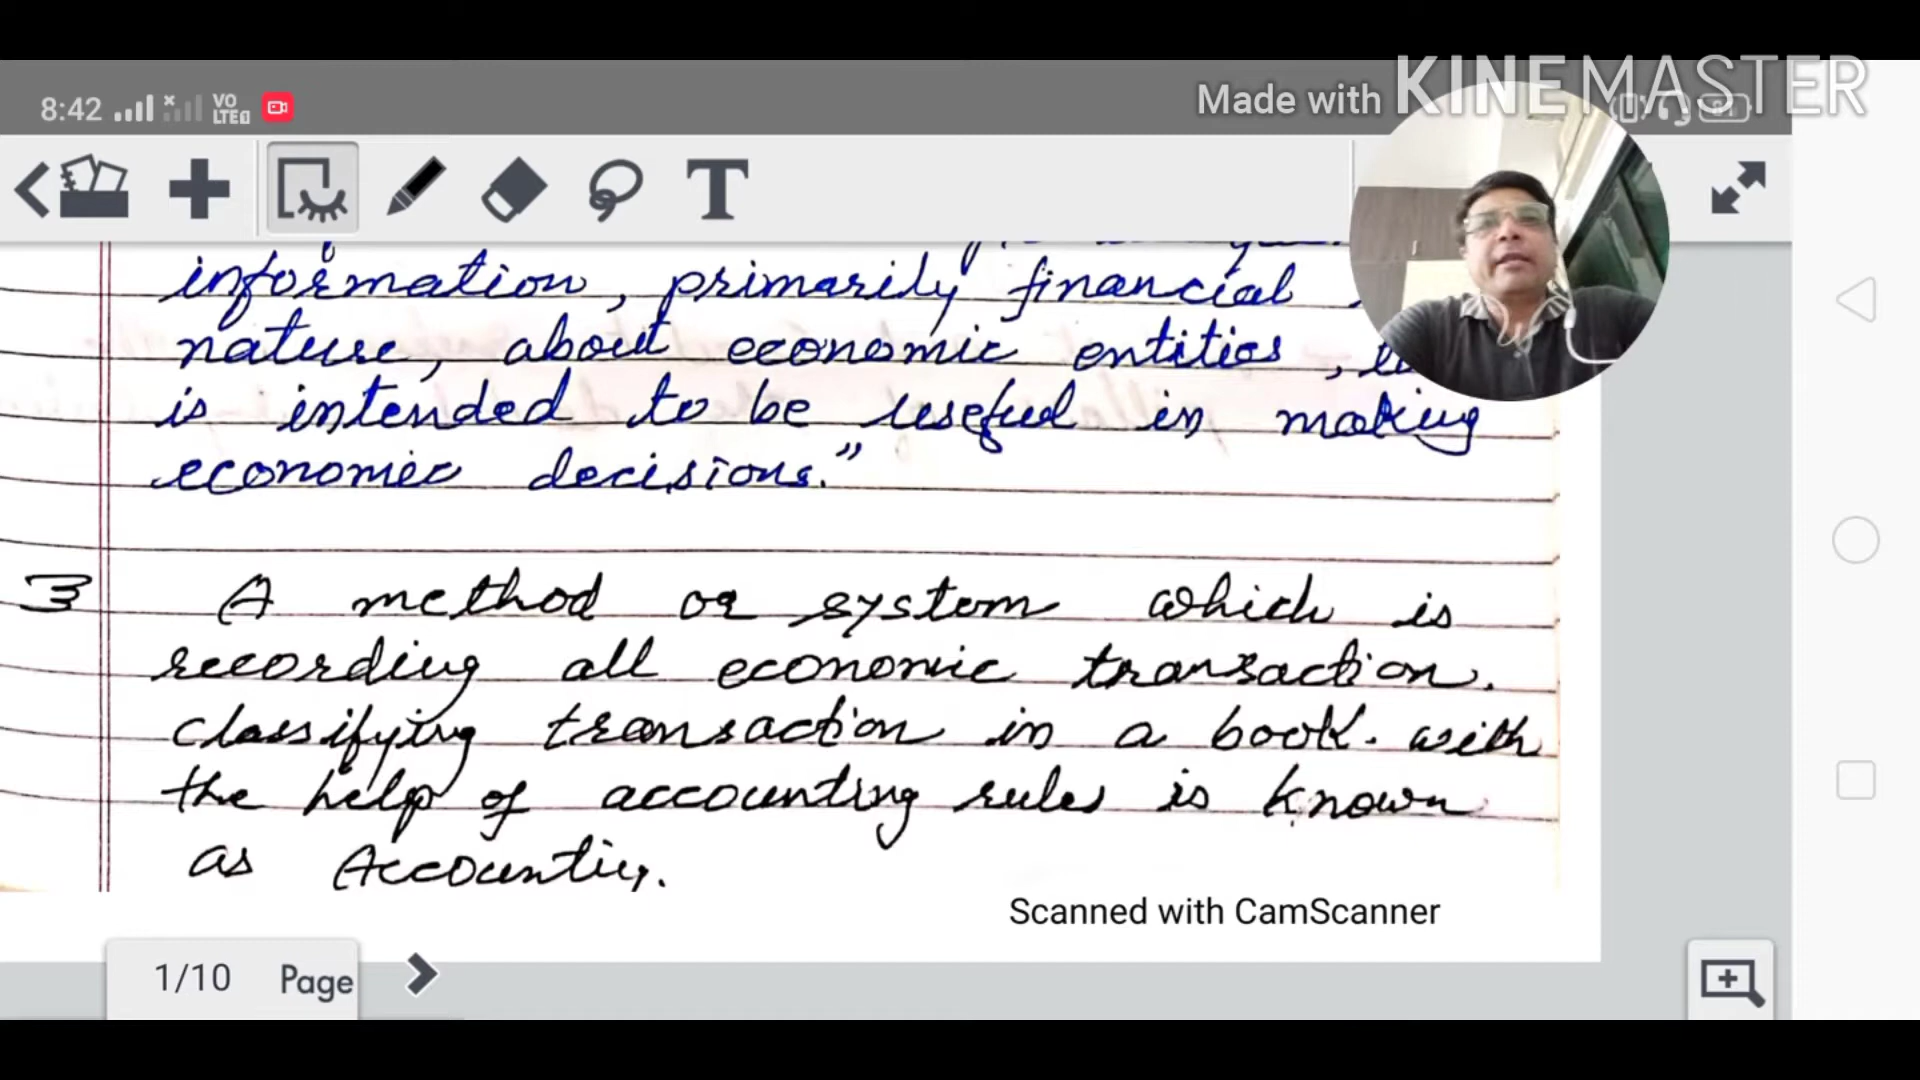 Made with KINEMASTER
8:42 VO LTE
T
information, primarily financial
nature, about economic entities,
is intended to be useful in making
economic decisions."
3 A method or system which is
recording all economic transaction.
classifying transaction in a book. with
the help of accounting rules is known
as Accounting.
Scanned with CamScanner
1/10 Page